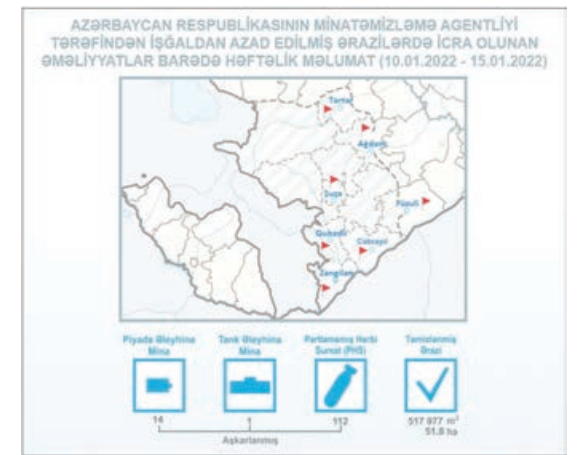 AZƏRBAYCAN RESPUBLİKASININ MİNATƏMİZLƏMƏ AGENTLİYİ
TƏRƏFİNDƏN İŞĞALDAN AZAD EDİLMİŞ ƏRAZİLƏRDƏ İCRA OLUNAN
ƏMƏLİYYATLAR BARƏDƏ HƏFTƏLİK MƏLUMAT (10.01.2022 - 15.01.2022)
Tərtər
Ağdam
Şuşa
Füzuli
Qubadlı
Cəbrayıl
Zəngilan
Piyada Əleyhinə
Mina
Tank Əleyhinə
Mina
Partlamamış Hərbi
Sursat (PHS)
Təmizlənmiş
Ərazi
14
1
112
517 977 m²
51.8 ha
Aşkarlanmış